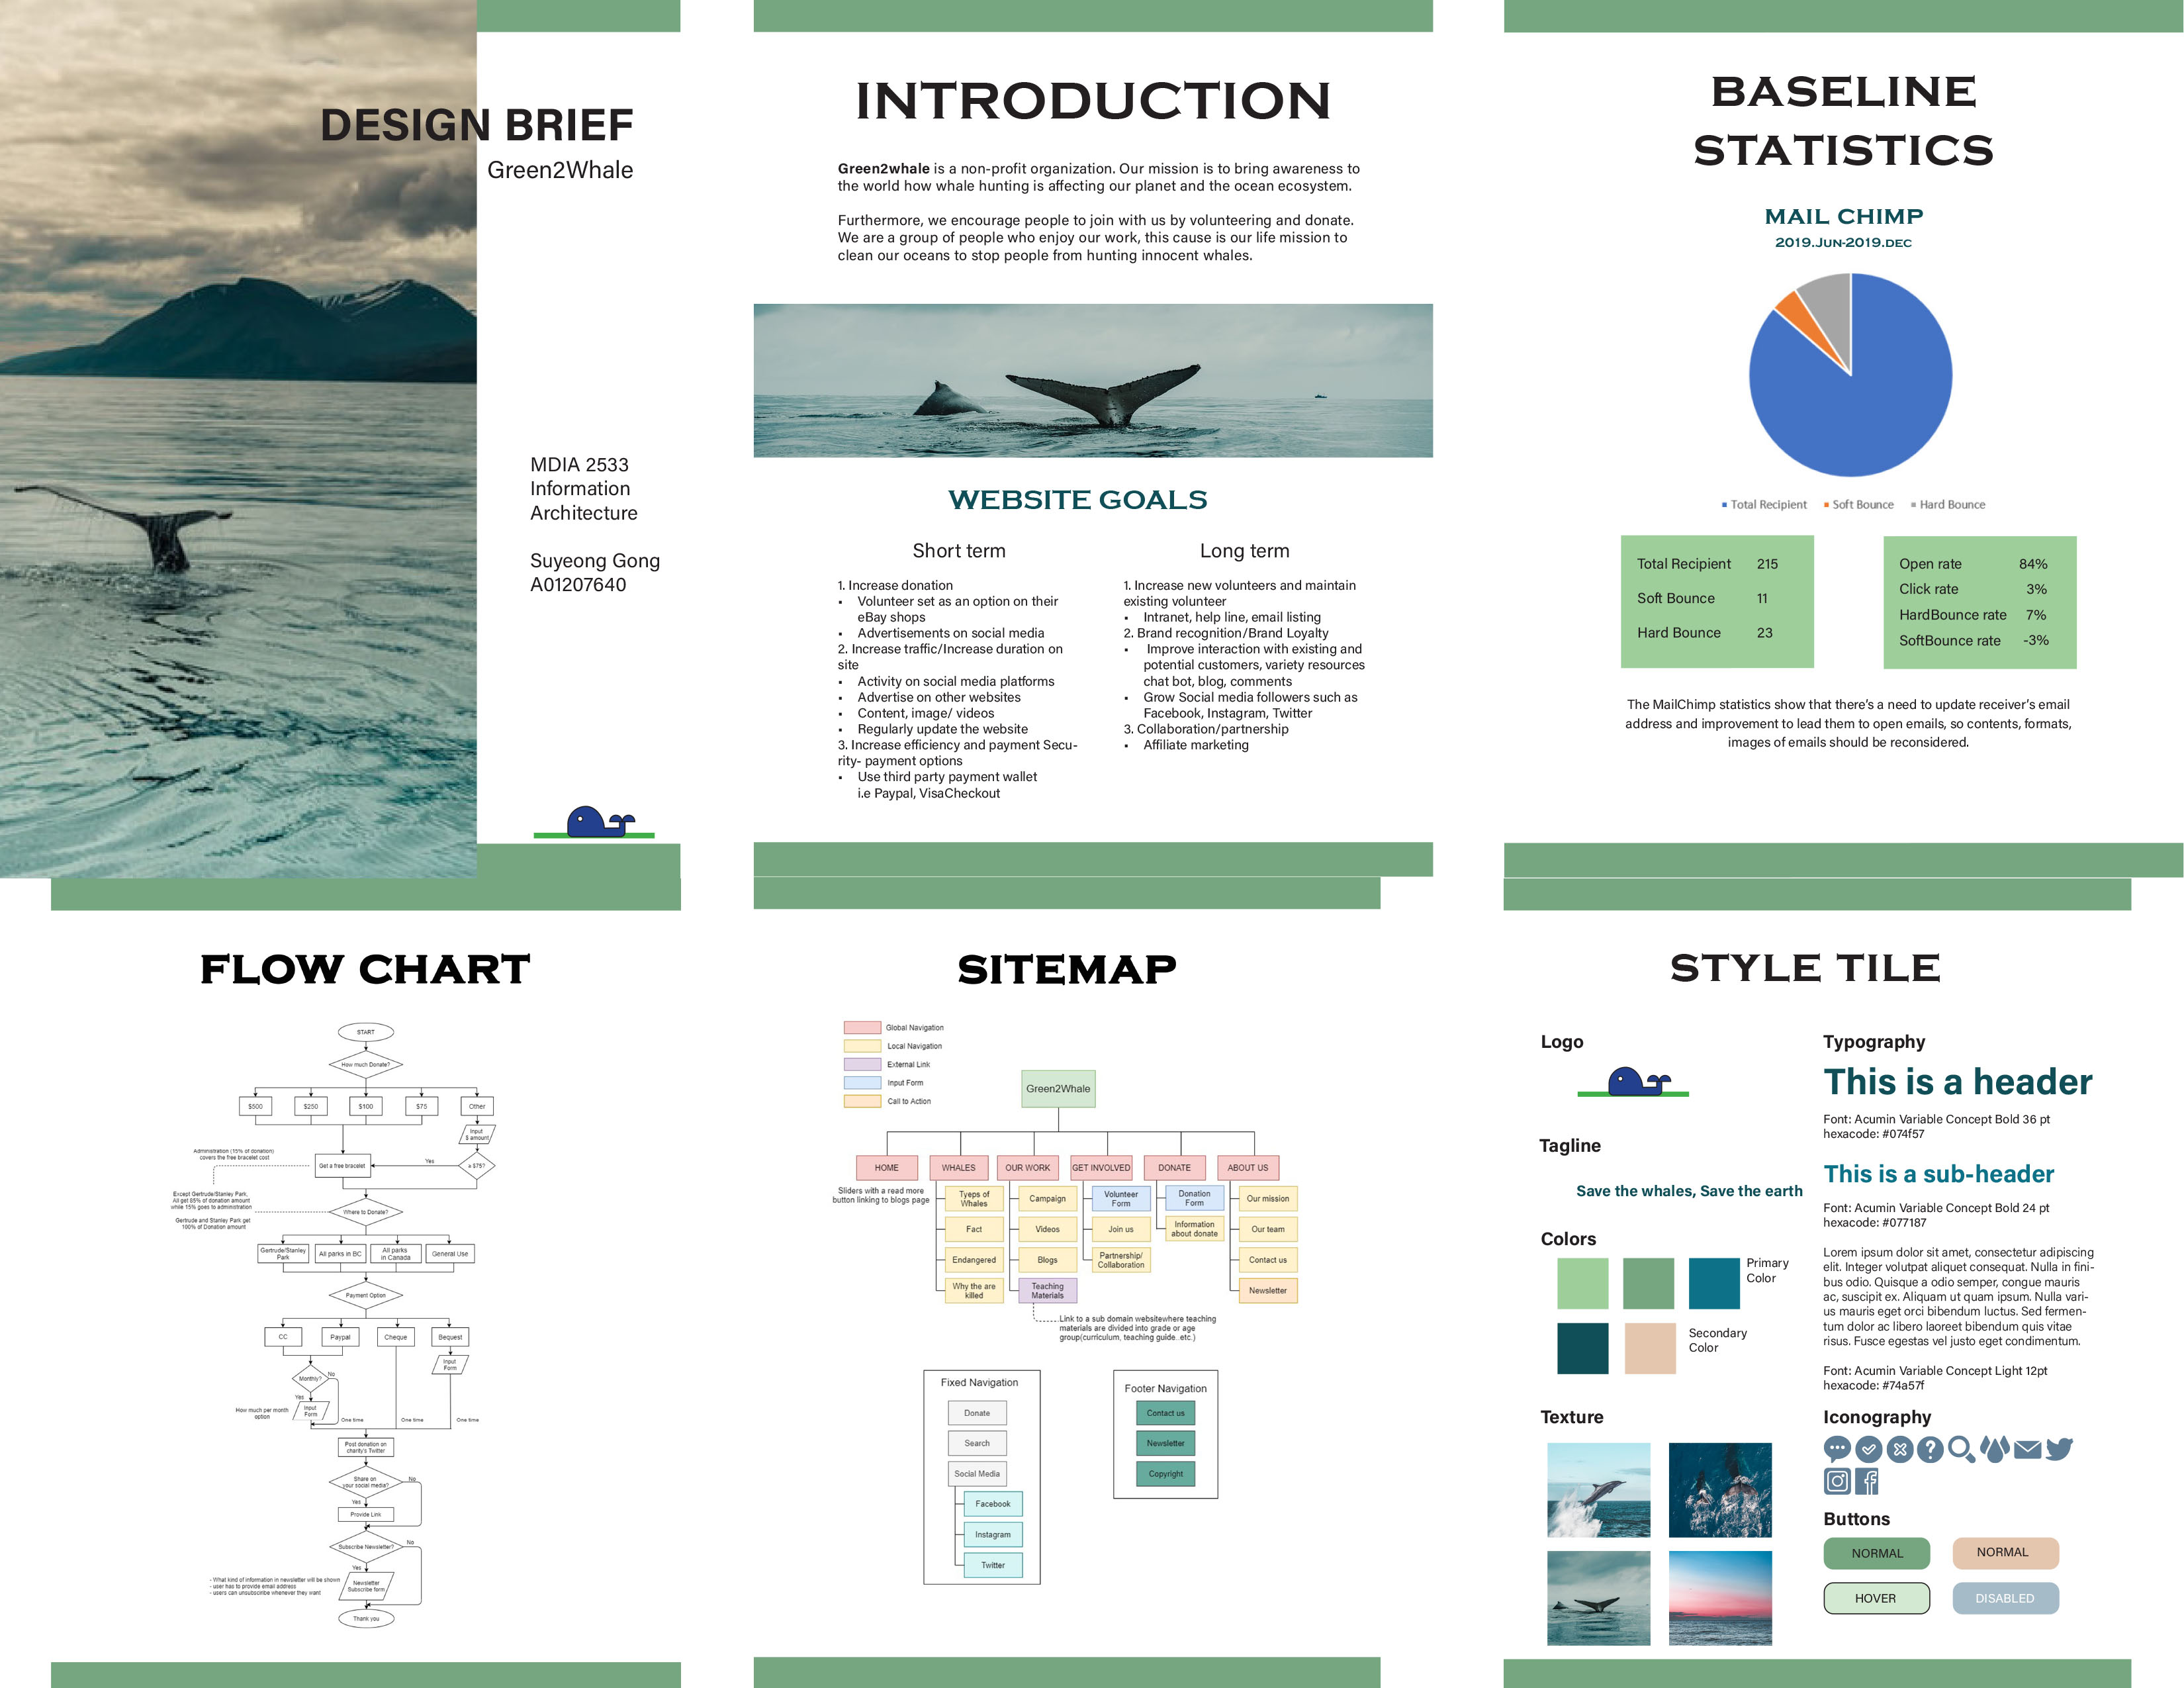 DESIGN BRIEF
Green2Whale
MDIA 2533
Information
Architecture
Suyeong Gong
A01207640
INTRODUCTION
Green2whale is a non-profit organization. Our mission is to bring awareness to
the world how whale hunting is affecting our planet and the ocean ecosystem.
Furthermore, we encourage people to join with us by volunteering and donate.
We are a group of people who enjoy our work, this cause is our life mission to
clean our oceans to stop people from hunting innocent whales.
WEBSITE GOALS
Short term
1. Increase donation
• Volunteer set as an option on their
eBay shops
• Advertisements on social media
2. Increase traffic/Increase duration on
site
• Activity on social media platforms
• Advertise on other websites
• Content, image/ videos
• Regularly update the website
3. Increase efficiency and payment Secu-
rity- payment options
• Use third party payment wallet
i.e Paypal, VisaCheckout
Long term
1. Increase new volunteers and maintain
existing volunteer
• Intranet, help line, email listing
2. Brand recognition/Brand Loyalty
• Improve interaction with existing and
potential customers, variety resources
chat bot, blog, comments
• Grow Social media followers such as
Facebook, Instagram, Twitter
3. Collaboration/partnership
• Affiliate marketing
BASELINE
STATISTICS
MAIL CHIMP
2019.JUN-2019.DEC
Total Recipient Soft Bounce Hard Bounce
Total Recipient 215
Soft Bounce 11
Hard Bounce 23
Open rate 84%
Click rate 3%
HardBounce rate 7%
SoftBounce rate -3%
The MailChimp statistics show that there's a need to update receiver's email
address and improvement to lead them to open emails, so contents, formats,
images of emails should be reconsidered.
FLOW CHART
START
How much Donate?
$500 $250 $100 $75 Other
Input
$ amount
Administration (15% of donation)
covers the free bracelet cost
Get a free bracelet
Yes
≥ $75?
Except Gertrude/Stanley Park,
All get 85% of donation amount
while 15% goes to administration
Gertrude and Stanley Park get
100% of Donation amount
Where to Donate?
Gertrude/Stanley
Park
All parks in BC
All parks
in Canada
General Use
Payment Option
CC Paypal Cheque Bequest
Input
Form
Monthly?
No
Yes
How much per month
option
Input
Form
One time One time One time
Post donation on
charity's Twitter
Share on
your social media?
No
Yes
Provide Link
Subscribe Newsletter?
No
Yes
- What kind of information in newsletter will be shown
- user has to provide email address
- users can unsubscribe whenever they want
Newsletter
Subscribe form
Thank you
SITEMAP
Global Navigation
Local Navigation
External Link
Input Form
Call to Action
Green2Whale
HOME WHALES OUR WORK GET INVOLVED DONATE ABOUT US
Sliders with a read more
button linking to blogs page
Tyeps of
Whales
Fact
Endangered
Why the are
killed
Campaign
Videos
Blogs
Teaching
Materials
Volunteer
Form
Join us
Partnership/
Collaboration
Donation
Form
Information
about donate
Our mission
Our team
Contact us
Newsletter
Link to a sub domain websitewhere teaching
materials are divided into grade or age
group(curriculum, teaching guide..etc.)
Fixed Navigation
Donate
Search
Social Media
Facebook
Instagram
Twitter
Footer Navigation
Contact us
Newsletter
Copyright
STYLE TILE
Logo
Tagline
Save the whales, Save the earth
Colors
Primary
Color
Secondary
Color
Texture
Typography
This is a header
Font: Acumin Variable Concept Bold 36 pt
hexacode: #074f57
This is a sub-header
Font: Acumin Variable Concept Bold 24 pt
hexacode: #077187
Lorem ipsum dolor sit amet, consectetur adipiscing
elit. Integer volutpat aliquet consequat. Nulla in fini-
bus odio. Quisque a odio semper, congue mauris
ac, suscipit ex. Aliquam ut quam ipsum. Nulla vari-
us mauris eget orci bibendum luctus. Sed fermen-
tum dolor ac libero laoreet bibendum quis vitae
risus. Fusce egestas vel justo eget condimentum.
Font: Acumin Variable Concept Light 12pt
hexacode: #74a57f
Iconography
Buttons
NORMAL NORMAL
HOVER DISABLED